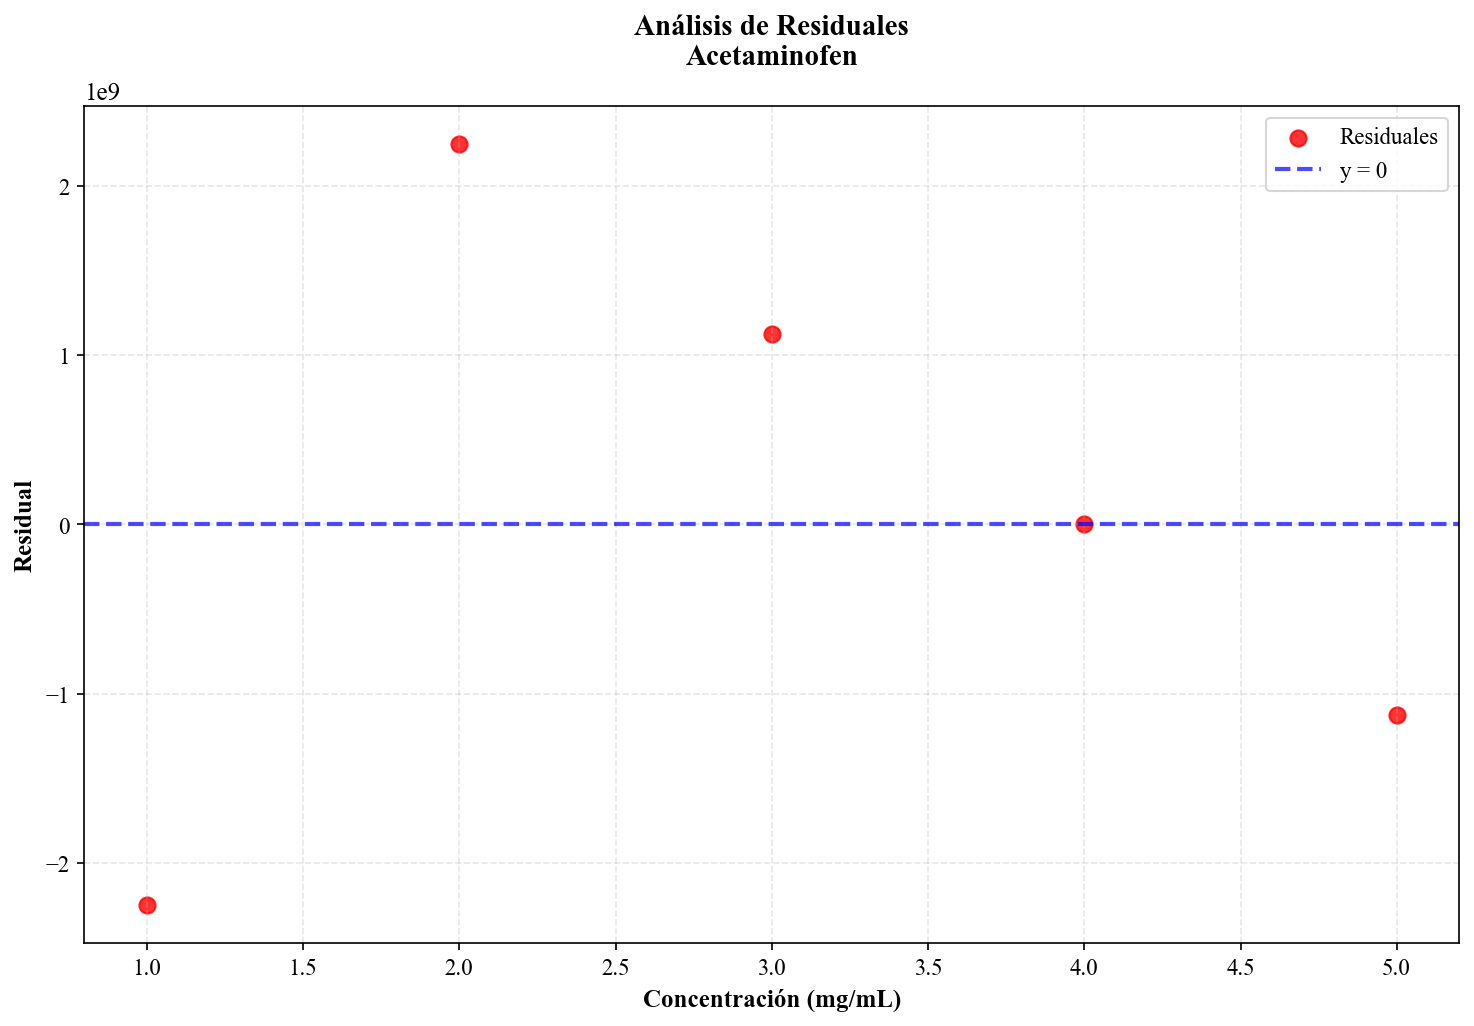 Análisis de Residuales
Acetaminofen
1e9
Residuales
y = 0
2
1
0
−1
−2
Residual
1.0 1.5 2.0 2.5 3.0 3.5 4.0 4.5 5.0
Concentración (mg/mL)